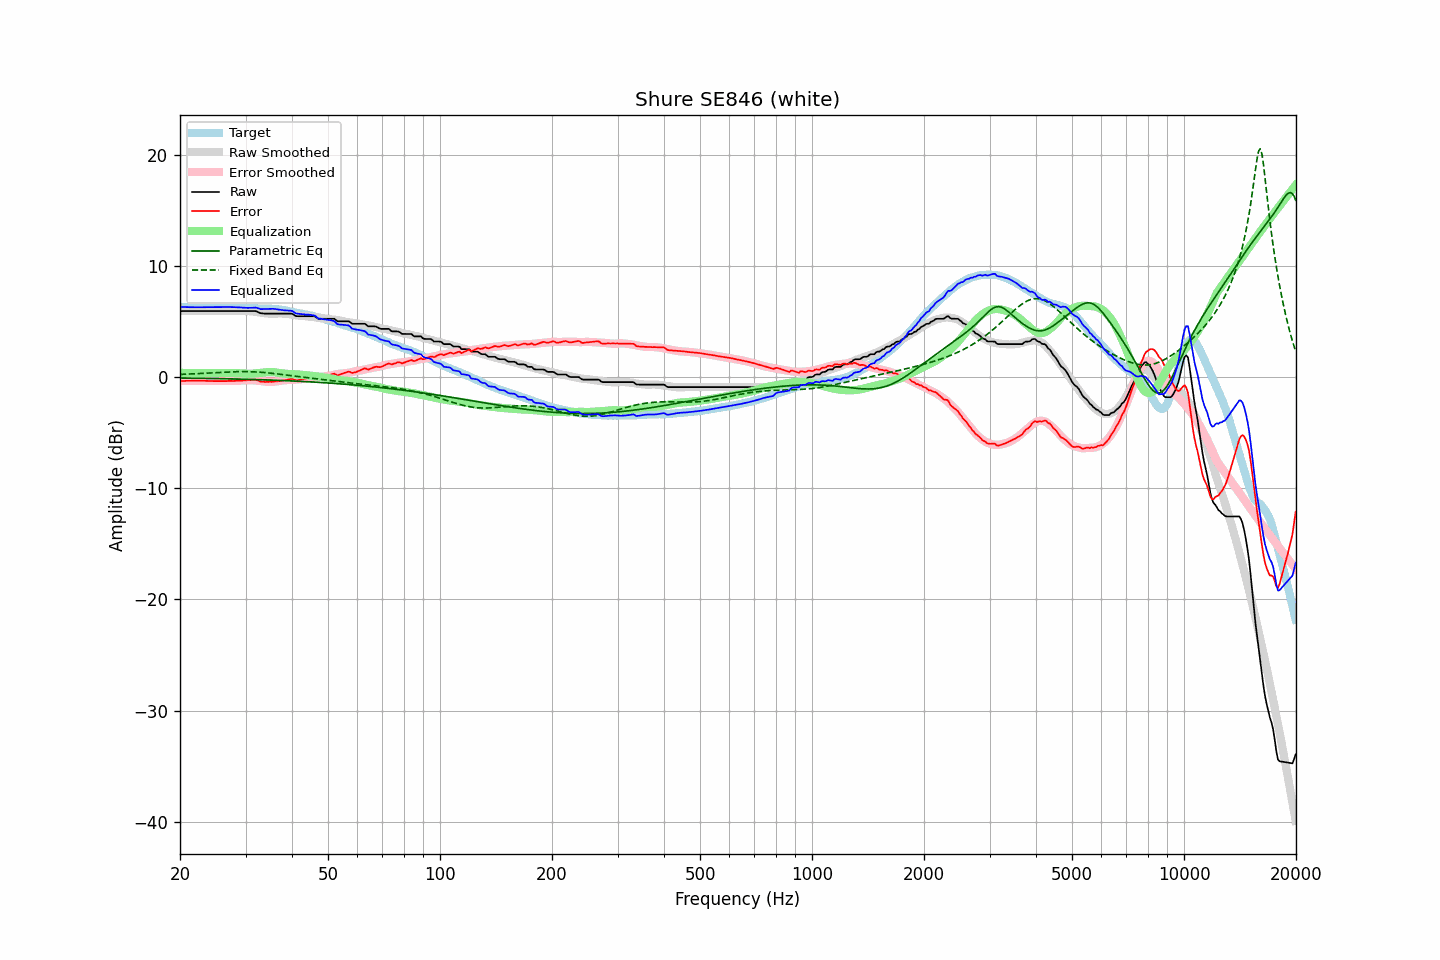 Shure SE846 (white)
Target
Raw Smoothed
Error Smoothed
Raw
Error
Equalization
Parametric Eq
Fixed Band Eq
Equalized
20
10
0
−10
−20
−30
−40
Amplitude (dBr)
20
50
100
200
500
1000
2000
5000
10000
20000
Frequency (Hz)